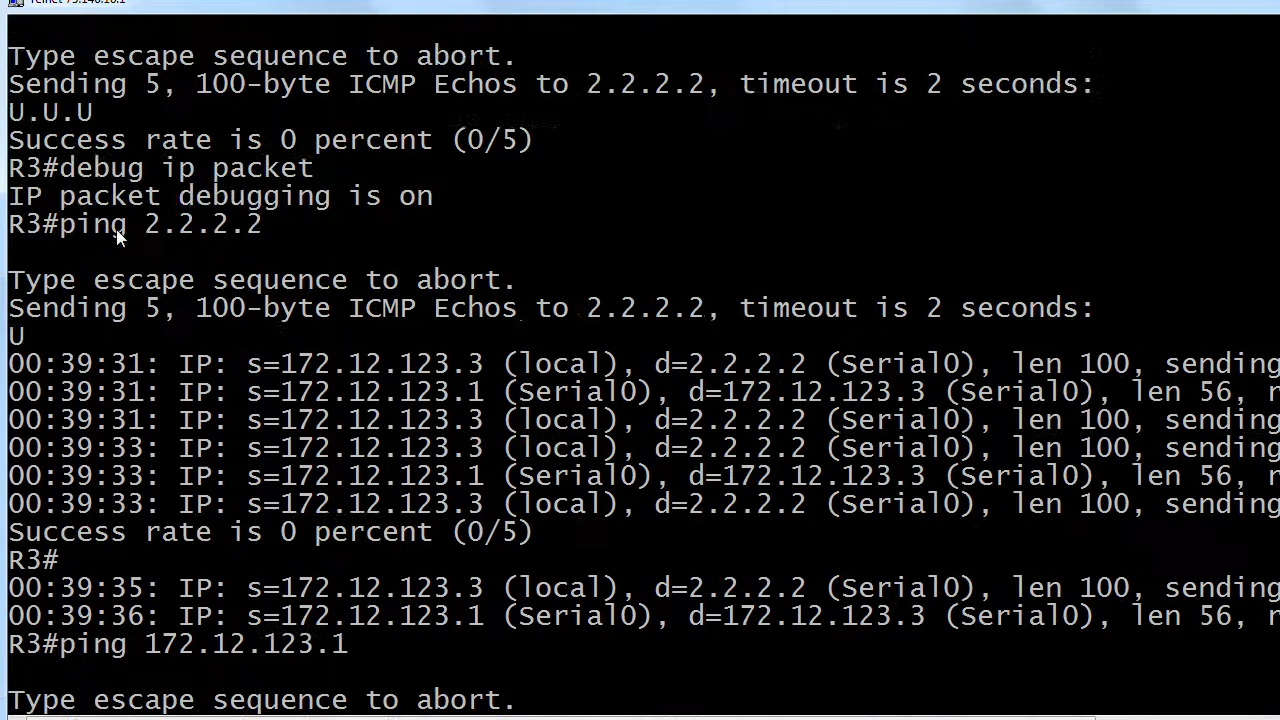 Type escape sequence to abort.
Sending 5, 100-byte ICMP Echos to 2.2.2.2, timeout is 2 seconds:
U.U.U
Success rate is 0 percent (0/5)
R3#debug ip packet
IP packet debugging is on
R3#ping 2.2.2.2
Type escape sequence to abort.
Sending 5, 100-byte ICMP Echos to 2.2.2.2, timeout is 2 seconds:
U
00:39:31: IP: s=172.12.123.3 (local), d=2.2.2.2 (Serial0), len 100, sending
00:39:31: IP: s=172.12.123.1 (Serial0), d=172.12.123.3 (Serial0), len 56, r
00:39:31: IP: s=172.12.123.3 (local), d=2.2.2.2 (Serial0), len 100, sending
00:39:33: IP: s=172.12.123.3 (local), d=2.2.2.2 (Serial0), len 100, sending
00:39:33: IP: s=172.12.123.1 (Serial0), d=172.12.123.3 (Serial0), len 56, r
00:39:33: IP: s=172.12.123.3 (local), d=2.2.2.2 (Serial0), len 100, sending
Success rate is 0 percent (0/5)
R3#
00:39:35: IP: s=172.12.123.3 (local), d=2.2.2.2 (Serial0), len 100, sending
00:39:36: IP: s=172.12.123.1 (Serial0), d=172.12.123.3 (Serial0), len 56, r
R3#ping 172.12.123.1
Type escape sequence to abort.